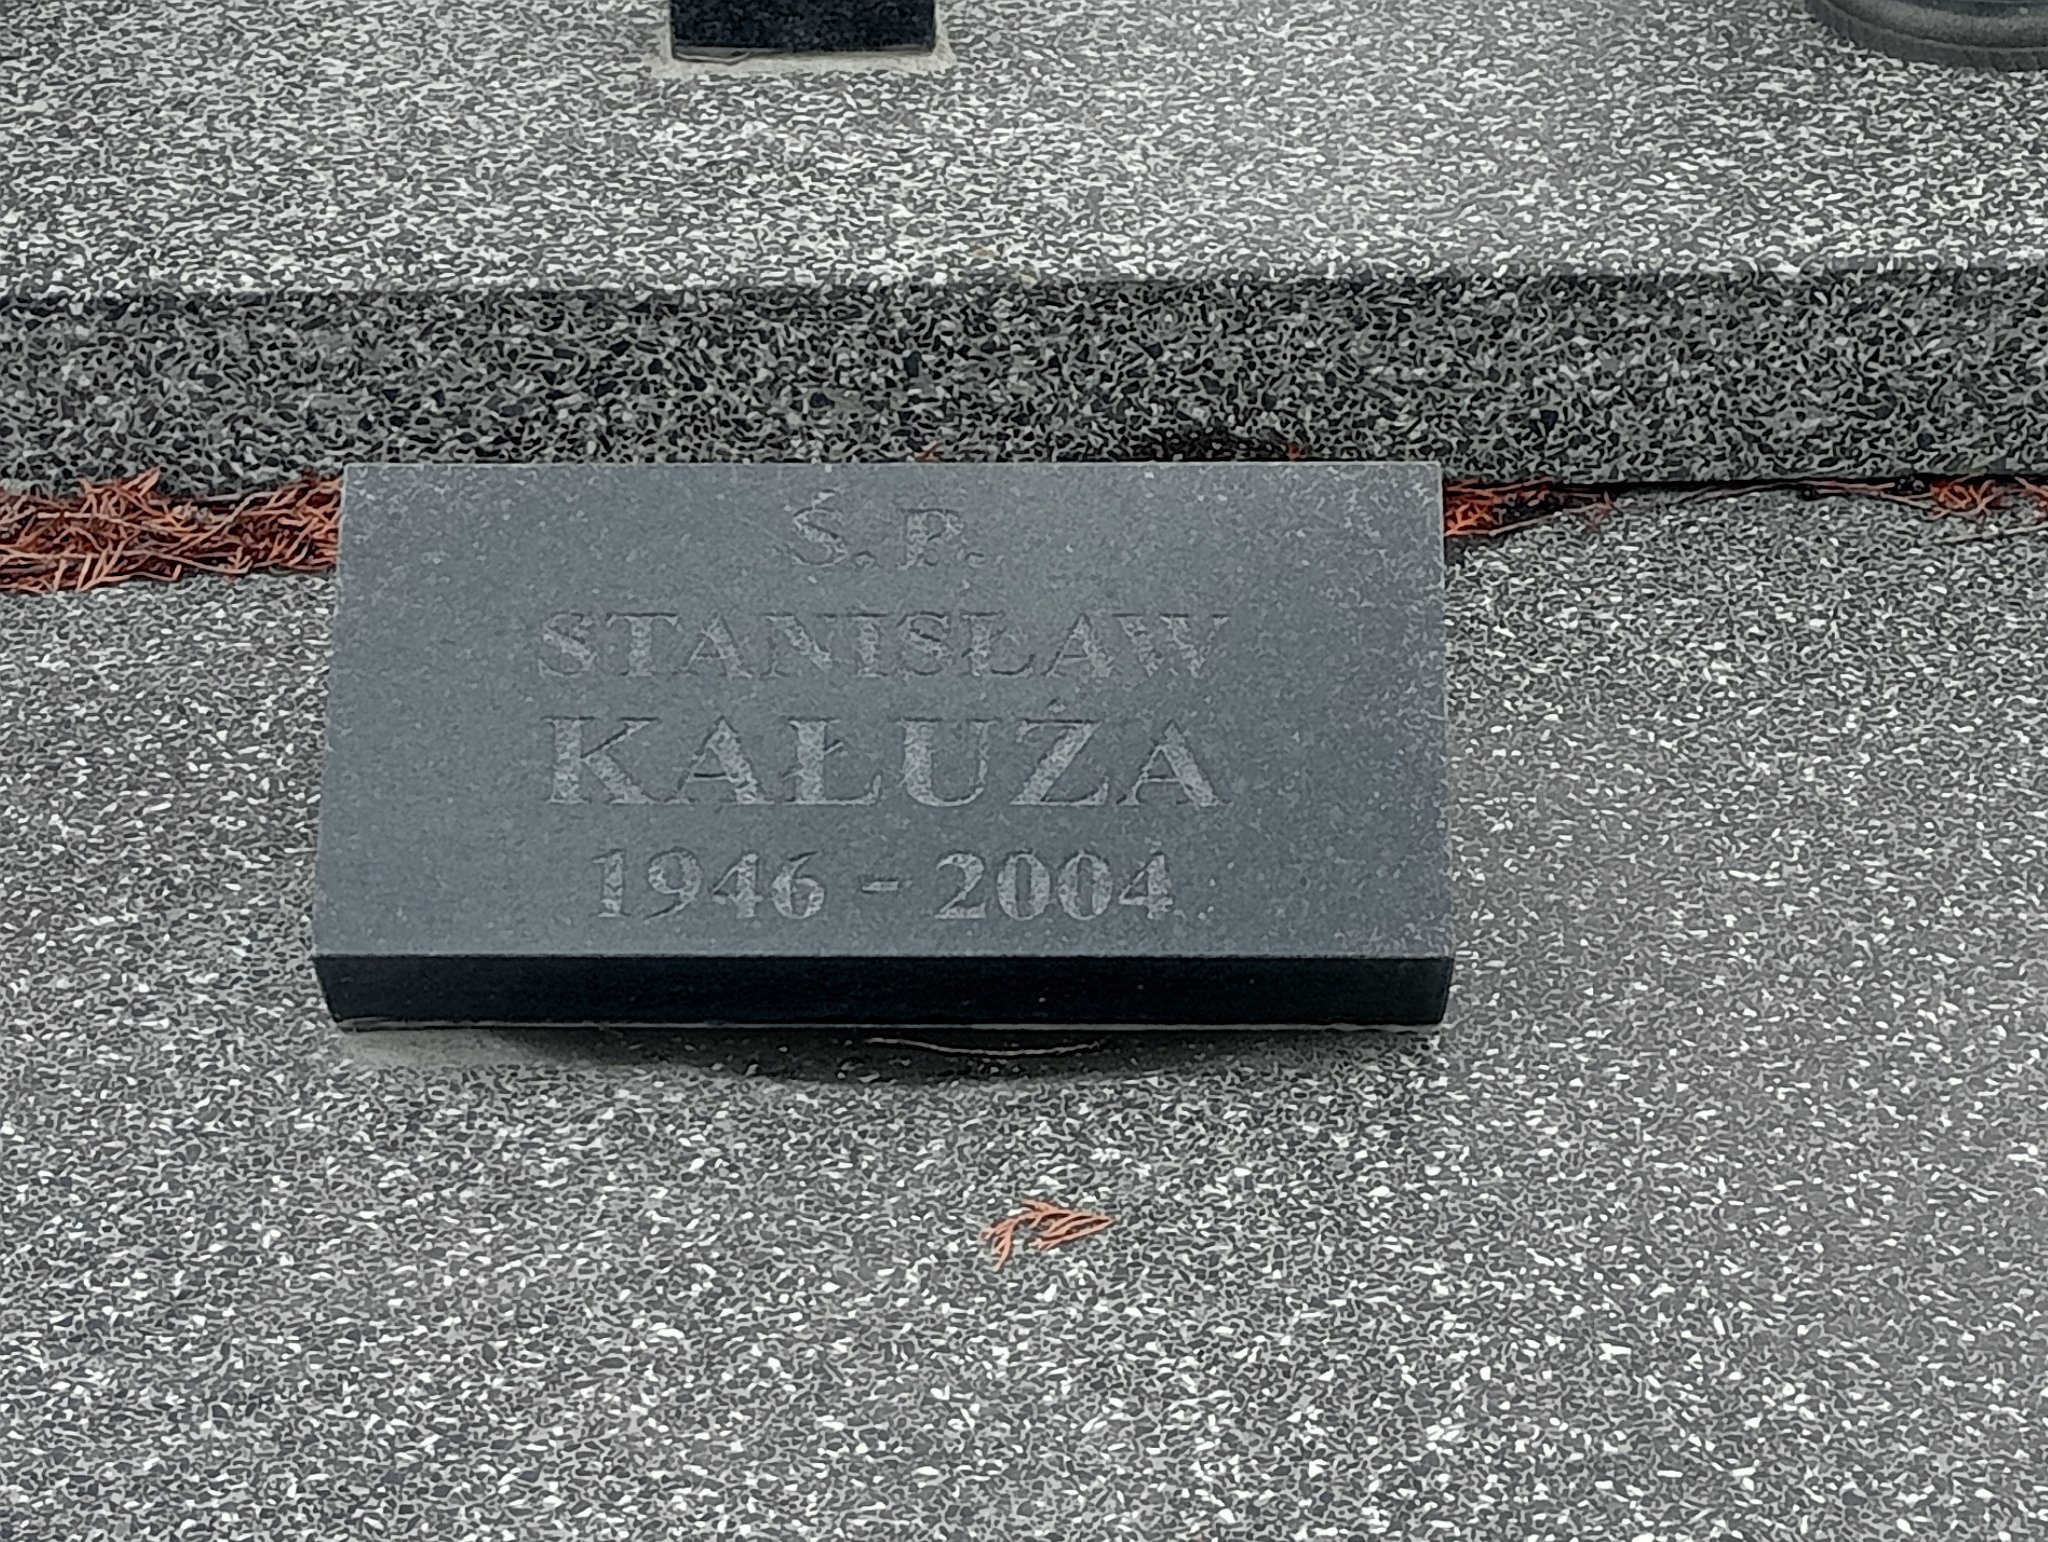 Ś. P.
STANISŁAW
KAŁUŻA
1946 - 2004